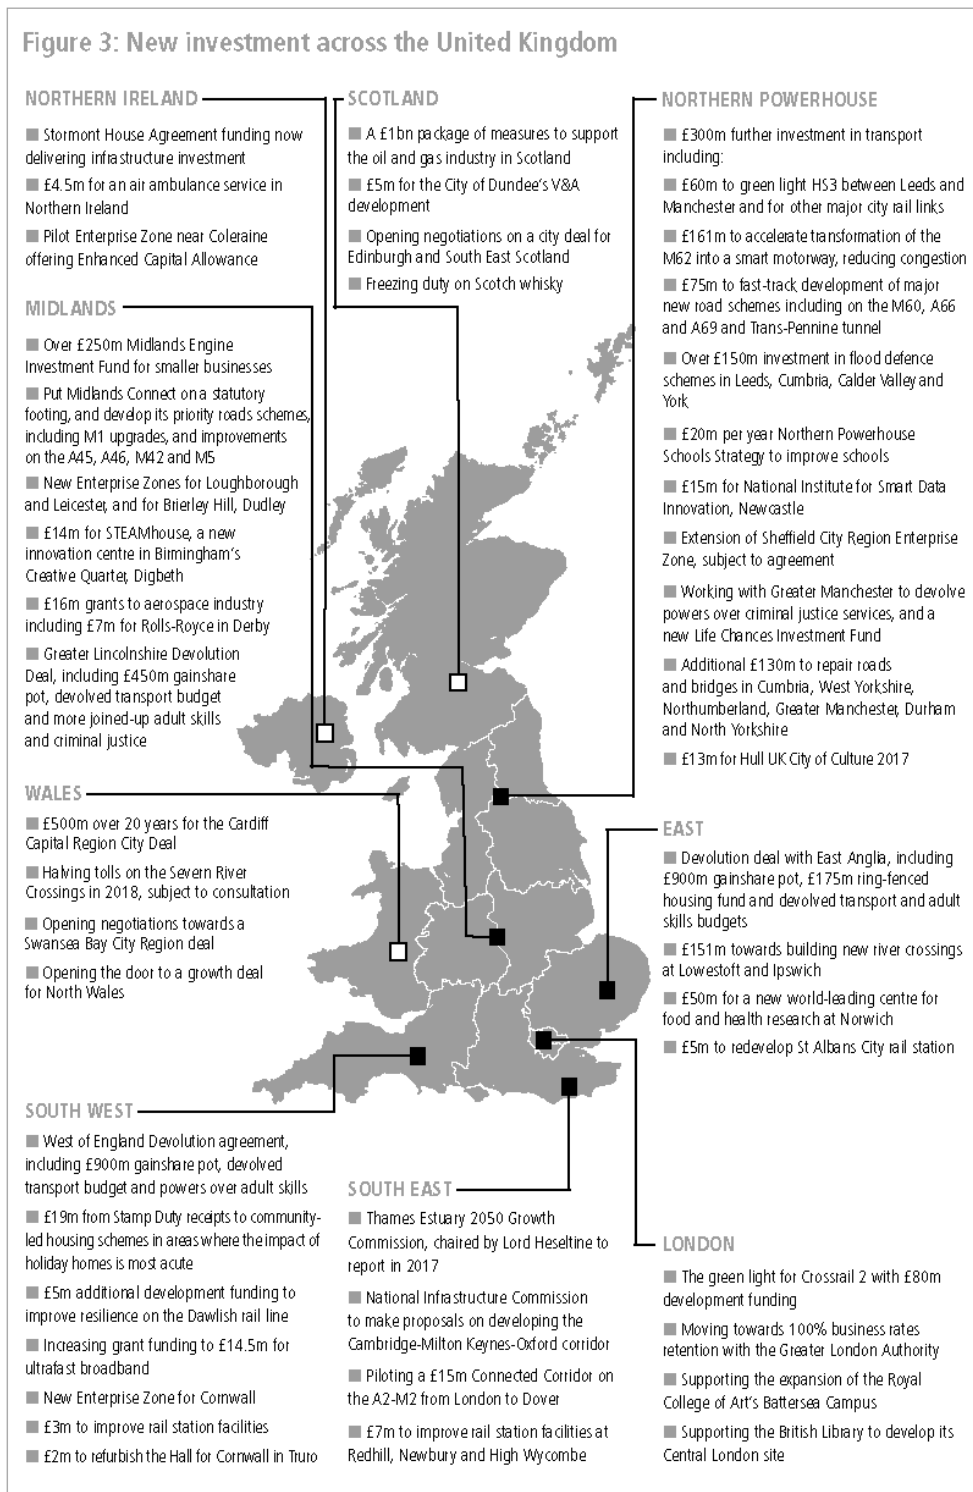 Figure 3: New investment across the United Kingdom
NORTHERN IRELAND
■ Stormont House Agreement funding now
delivering infrastructure investment
■ £4.5m for an air ambulance service in
Northern Ireland
■ Pilot Enterprise Zone near Coleraine
offering Enhanced Capital Allowance
MIDLANDS
■ Over £250m Midlands Engine
Investment Fund for smaller businesses
■ Put Midlands Connect on a statutory
footing, and develop its priority roads schemes,
including M1 upgrades, and improvements
on the A45, A46, M42 and M5
■ New Enterprise Zones for Loughborough
and Leicester, and for Brierley Hill, Dudley
■ £14m for STEAMhouse, a new
innovation centre in Birmingham's
Creative Quarter, Digbeth
■ £16m grants to aerospace industry
including £7m for Rolls-Royce in Derby
■ Greater Lincolnshire Devolution
Deal, including £450m gainshare
pot, devolved transport budget
and more joined-up adult skills
and criminal justice
WALES
■ £500m over 20 years for the Cardiff
Capital Region City Deal
■ Halving tolls on the Severn River
Crossings in 2018, subject to consultation
■ Opening negotiations towards a
Swansea Bay City Region deal
■ Opening the door to a growth deal
for North Wales
SOUTH WEST
■ West of England Devolution agreement,
including £900m gainshare pot, devolved
transport budget and powers over adult skills
■ £19m from Stamp Duty receipts to community-
led housing schemes in areas where the impact of
holiday homes is most acute
■ £5m additional development funding to
improve resilience on the Dawlish rail line
■ Increasing grant funding to £14.5m for
ultrafast broadband
■ New Enterprise Zone for Cornwall
■ £3m to improve rail station facilities
■ £2m to refurbish the Hall for Cornwall in Truro
SCOTLAND
■ A £1bn package of measures to support
the oil and gas industry in Scotland
■ £5m for the City of Dundee's V&A
development
■ Opening negotiations on a city deal for
Edinburgh and South East Scotland
■ Freezing duty on Scotch whisky
SOUTH EAST
■ Thames Estuary 2050 Growth
Commission, chaired by Lord Heseltine to
report in 2017
■ National Infrastructure Commission
to make proposals on developing the
Cambridge-Milton Keynes-Oxford corridor
■ Piloting a £15m Connected Corridor on
the A2-M2 from London to Dover
■ £7m to improve rail station facilities at
Redhill, Newbury and High Wycombe
NORTHERN POWERHOUSE
■ £300m further investment in transport
including:
■ £60m to green light HS3 between Leeds and
Manchester and for other major city rail links
■ £161m to accelerate transformation of the
M62 into a smart motorway, reducing congestion
■ £75m to fast-track development of major
new road schemes including on the M60, A66
and A69 and Trans-Pennine tunnel
■ Over £150m investment in flood defence
schemes in Leeds, Cumbria, Calder Valley and
York
■ £20m per year Northern Powerhouse
Schools Strategy to improve schools
■ £15m for National Institute for Smart Data
Innovation, Newcastle
■ Extension of Sheffield City Region Enterprise
Zone, subject to agreement
■ Working with Greater Manchester to devolve
powers over criminal justice services, and a
new Life Chances Investment Fund
■ Additional £130m to repair roads
and bridges in Cumbria, West Yorkshire,
Northumberland, Greater Manchester, Durham
and North Yorkshire
■ £13m for Hull UK City of Culture 2017
EAST
■ Devolution deal with East Anglia, including
£900m gainshare pot, £175m ring-fenced
housing fund and devolved transport and adult
skills budgets
■ £151m towards building new river crossings
at Lowestoft and Ipswich
■ £50m for a new world-leading centre for
food and health research at Norwich
■ £5m to redevelop St Albans City rail station
LONDON
■ The green light for Crossrail 2 with £80m
development funding
■ Moving towards 100% business rates
retention with the Greater London Authority
■ Supporting the expansion of the Royal
College of Art's Battersea Campus
■ Supporting the British Library to develop its
Central London site